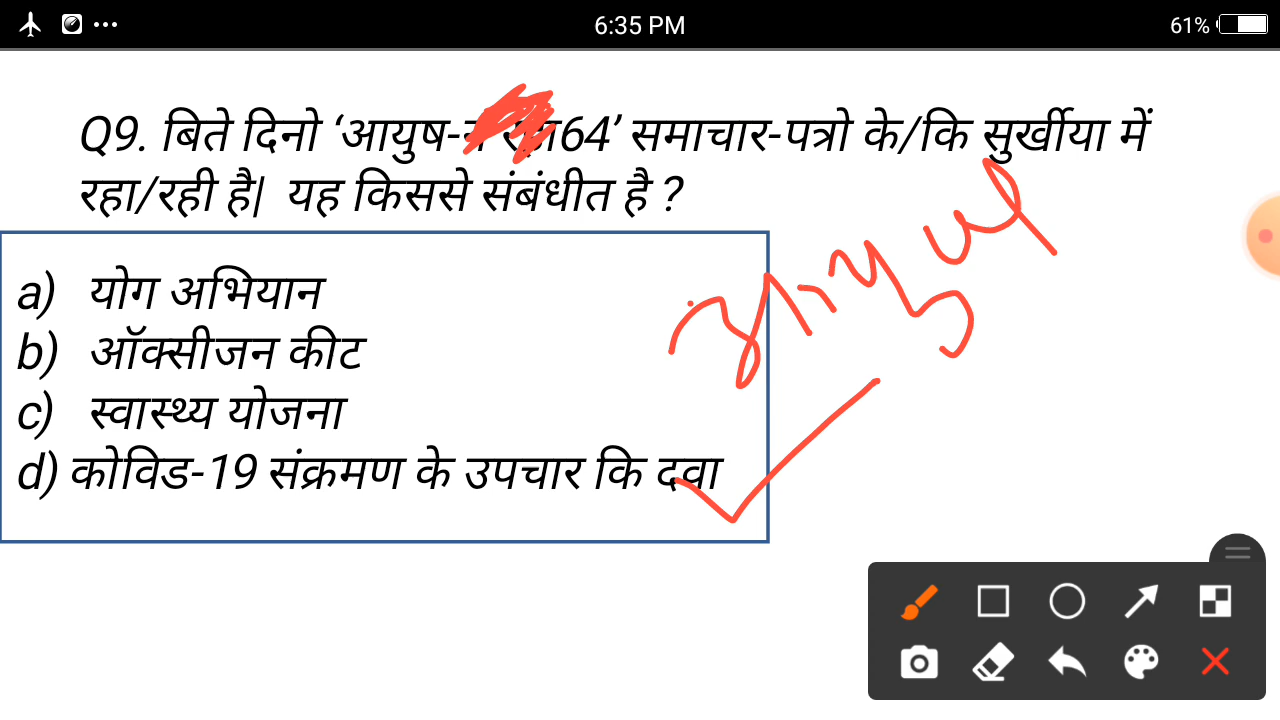 6:35 PM
61%
Q9. बिते दिनो ‘आयुष- 64’ समाचार-पत्रो के/कि सुर्खीया में
रहा/रही है| यह किससे संबंधीत है ?
आयुष
a) योग अभियान
b) ऑक्सीजन कीट
c) स्वास्थ्य योजना
d) कोविड-19 संक्रमण के उपचार कि दवा